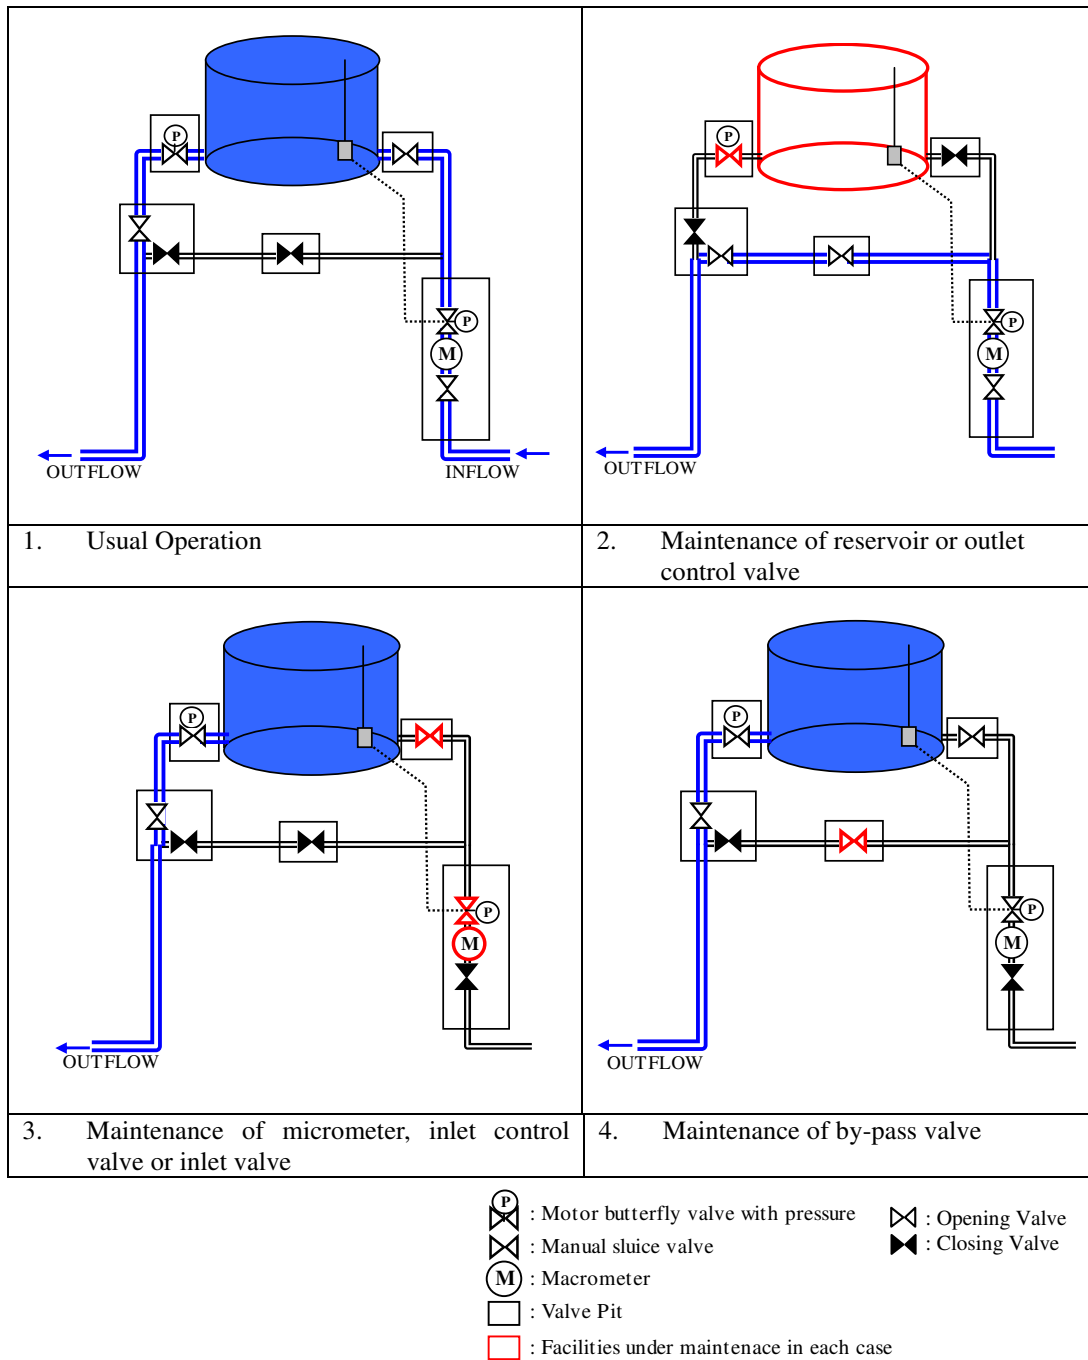 P
P
M
OUTFLOW
INFLOW
1. Usual Operation
P
P
M
OUTFLOW
2. Maintenance of reservoir or outlet
control valve
P
P
M
OUTFLOW
3. Maintenance of micrometer, inlet control
valve or inlet valve
P
P
M
OUTFLOW
4. Maintenance of by-pass valve
P : Motor butterfly valve with pressure
: Opening Valve
: Manual sluice valve
: Closing Valve
M : Macrometer
: Valve Pit
: Facilities under maintenace in each case